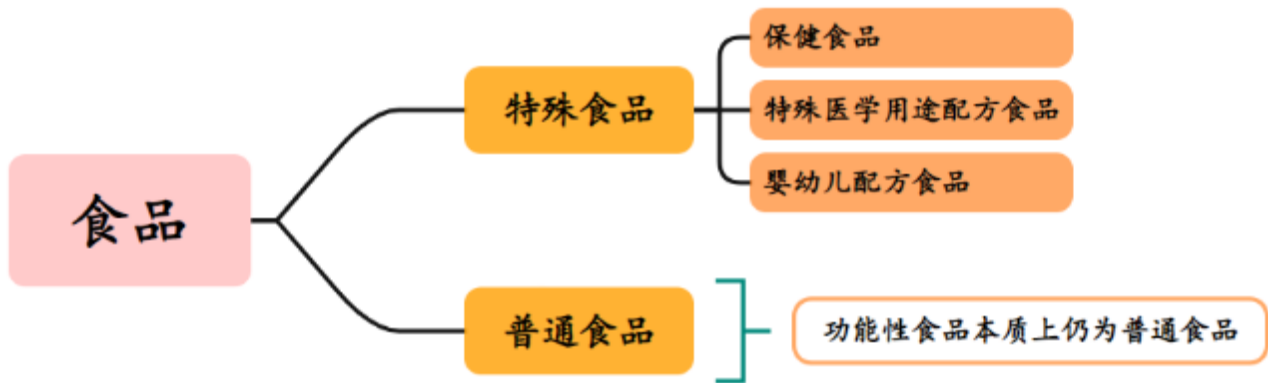 食品
特殊食品
保健食品
特殊医学用途配方食品
婴幼儿配方食品
普通食品
功能性食品本质上仍为普通食品